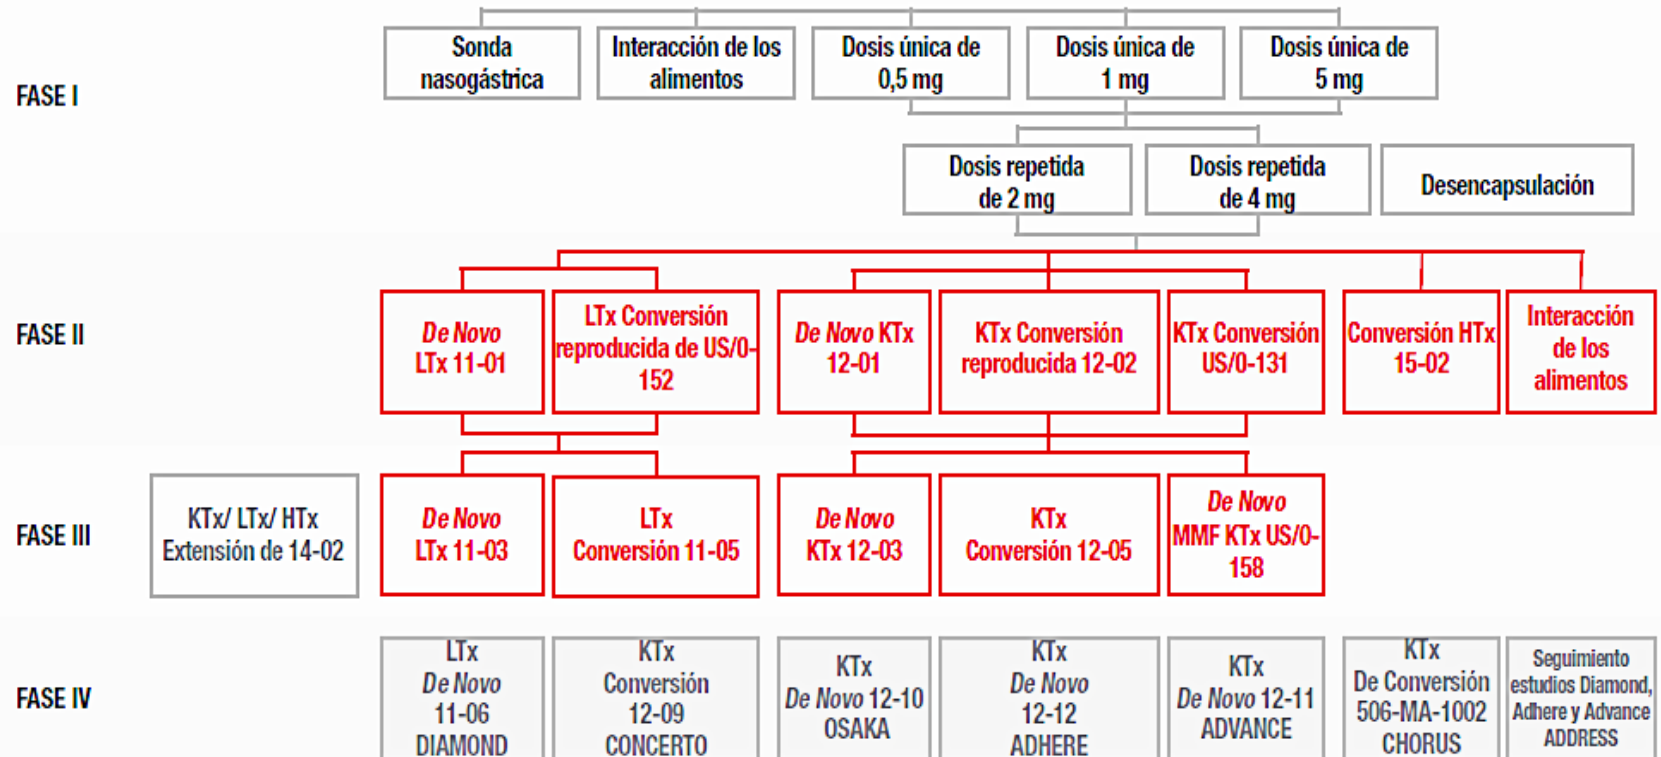 FASE I
Sonda
nasogástrica
Interacción de los
alimentos
Dosis única de
0,5 mg
Dosis única de
1 mg
Dosis única de
5 mg
Dosis repetida
de 2 mg
Dosis repetida
de 4 mg
Desencapsulación
FASE II
De Novo
LTx 11-01
LTx Conversión
reproducida de US/0-
152
De Novo KTx
12-01
KTx Conversión
reproducida 12-02
KTx Conversión
US/0-131
Conversión HTx
15-02
Interacción
de los
alimentos
FASE III
KTx/ LTx/ HTx
Extensión de 14-02
De Novo
LTx 11-03
LTx
Conversión 11-05
De Novo
KTx 12-03
KTx
Conversión 12-05
De Novo
MMF KTx US/0-
158
FASE IV
LTx
De Novo
11-06
DIAMOND
KTx
Conversión
12-09
CONCERTO
KTx
De Novo 12-10
OSAKA
KTx
De Novo
12-12
ADHERE
KTx
De Novo 12-11
ADVANCE
KTx
De Conversión
506-MA-1002
CHORUS
Seguimiento
estudios Diamond,
Adhere y Advance
ADDRESS